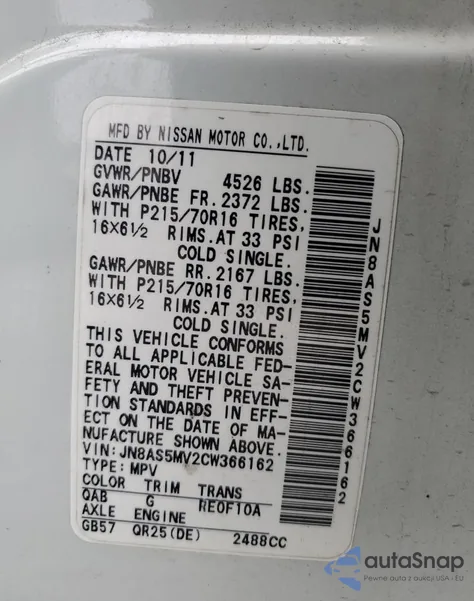 MFD BY NISSAN MOTOR CO.,LTD.
DATE 10/11
GVWR/PNBV 4526 LBS.
GAWR/PNBE FR. 2372 LBS.
WITH P215/70R16 TIRES,
16X6½ RIMS.AT 33 PSI
COLD SINGLE.
GAWR/PNBE RR. 2167 LBS.
WITH P215/70R16 TIRES,
16X6½ RIMS.AT 33 PSI
COLD SINGLE.
THIS VEHICLE CONFORMS
TO ALL APPLICABLE FED-
ERAL MOTOR VEHICLE SA-
FETY AND THEFT PREVEN-
TION STANDARDS IN EFF-
ECT ON THE DATE OF MA-
NUFACTURE SHOWN ABOVE.
VIN:JN8AS5MV2CW366162
TYPE:MPV
COLOR TRIM TRANS
QAB G RE0F10A
AXLE ENGINE
GB57 QR25(DE) 2488CC
JN8AS5MV2CW366162
autoSnap
Pewne auta z aukcji USA - EU